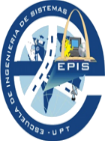 ESCUELA DE INGENIERIA DE SISTEMAS
EPIS
- UPT